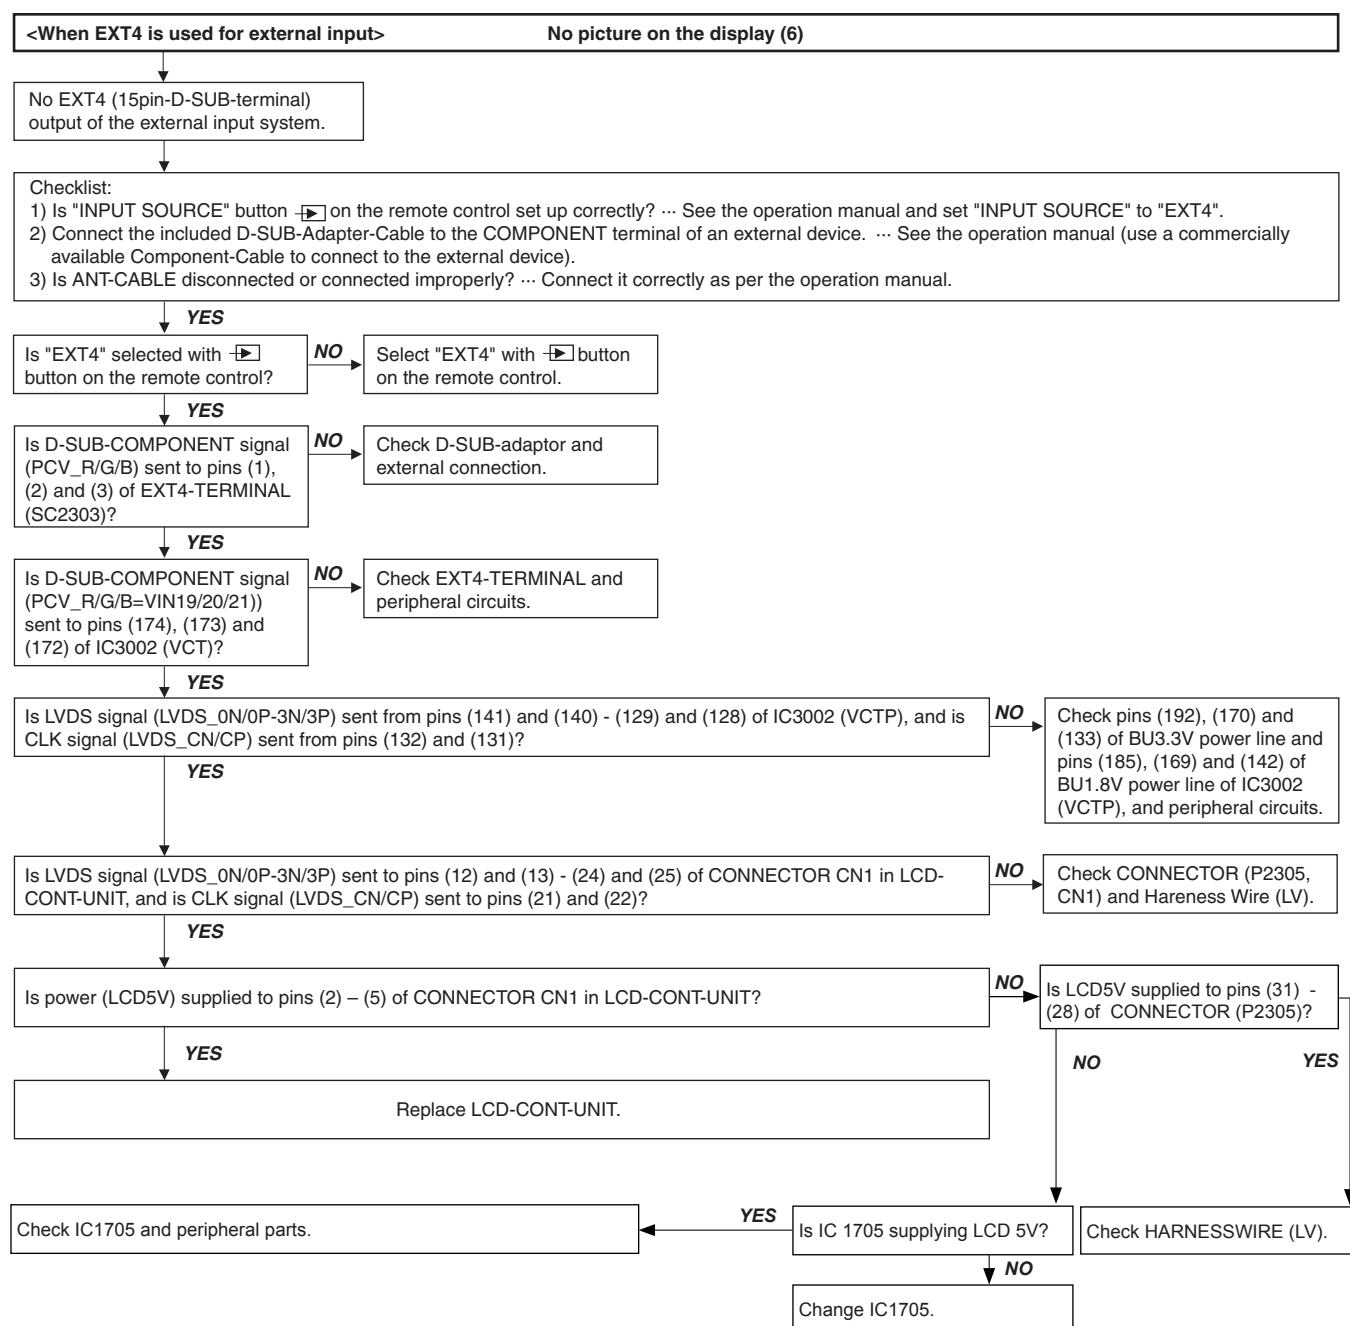 <When EXT4 is used for external input> No picture on the display (6)
No EXT4 (15pin-D-SUB-terminal)
output of the external input system.
Checklist:
1) Is "INPUT SOURCE" button on the remote control set up correctly? ··· See the operation manual and set "INPUT SOURCE" to "EXT4".
2) Connect the included D-SUB-Adapter-Cable to the COMPONENT terminal of an external device. ··· See the operation manual (use a commercially
available Component-Cable to connect to the external device).
3) Is ANT-CABLE disconnected or connected improperly? ··· Connect it correctly as per the operation manual.
YES
Is "EXT4" selected with
button on the remote control?
NO
Select "EXT4" with button
on the remote control.
YES
Is D-SUB-COMPONENT signal
(PCV_R/G/B) sent to pins (1),
(2) and (3) of EXT4-TERMINAL
(SC2303)?
NO
Check D-SUB-adaptor and
external connection.
YES
Is D-SUB-COMPONENT signal
(PCV_R/G/B=VIN19/20/21))
sent to pins (174), (173) and
(172) of IC3002 (VCT)?
NO
Check EXT4-TERMINAL and
peripheral circuits.
YES
Is LVDS signal (LVDS_0N/0P-3N/3P) sent from pins (141) and (140) - (129) and (128) of IC3002 (VCTP), and is
CLK signal (LVDS_CN/CP) sent from pins (132) and (131)?
NO
Check pins (192), (170) and
(133) of BU3.3V power line and
pins (185), (169) and (142) of
BU1.8V power line of IC3002
(VCTP), and peripheral circuits.
YES
Is LVDS signal (LVDS_0N/0P-3N/3P) sent to pins (12) and (13) - (24) and (25) of CONNECTOR CN1 in LCD-
CONT-UNIT, and is CLK signal (LVDS_CN/CP) sent to pins (21) and (22)?
NO
Check CONNECTOR (P2305,
CN1) and Hareness Wire (LV).
YES
Is power (LCD5V) supplied to pins (2) – (5) of CONNECTOR CN1 in LCD-CONT-UNIT?
NO
Is LCD5V supplied to pins (31) -
(28) of CONNECTOR (P2305)?
YES
NO
YES
Replace LCD-CONT-UNIT.
Check IC1705 and peripheral parts.
YES
Is IC 1705 supplying LCD 5V?
Check HARNESSWIRE (LV).
NO
Change IC1705.